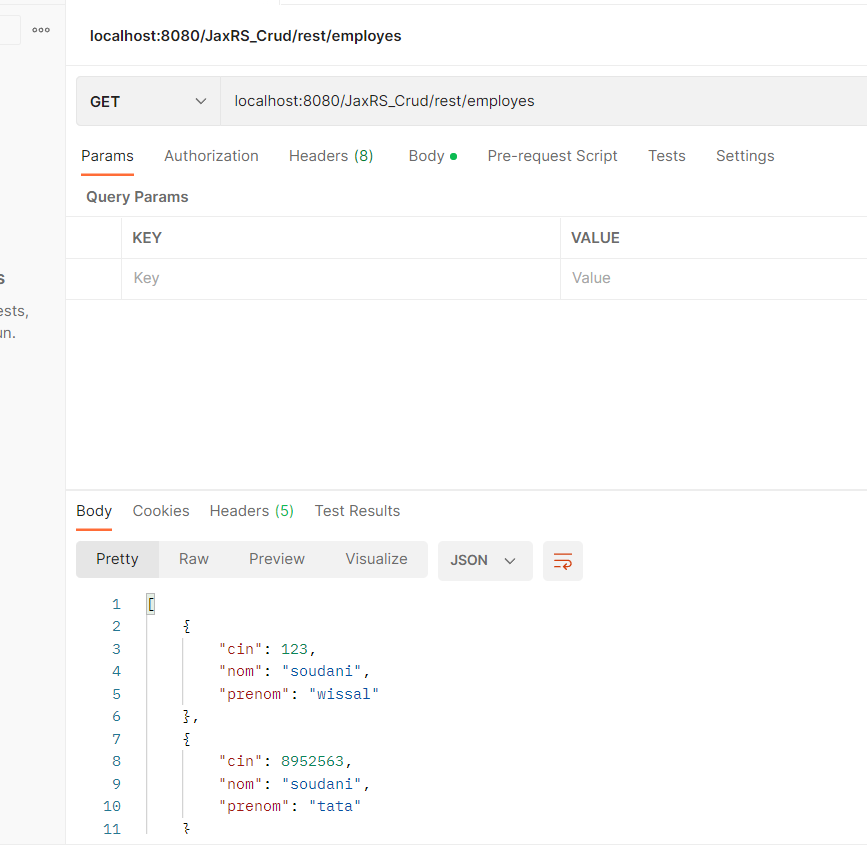 localhost:8080/JaxRS_Crud/rest/employes
GET localhost:8080/JaxRS_Crud/rest/employes
Params Authorization Headers (8) Body Pre-request Script Tests Settings
Query Params
KEY VALUE
Key Value
s
ests,
un.
Body Cookies Headers (5) Test Results
Pretty Raw Preview Visualize JSON
1 [
2 {
3 "cin": 123,
4 "nom": "soudani",
5 "prenom": "wissal"
6 },
7 {
8 "cin": 8952563,
9 "nom": "soudani",
10 "prenom": "tata"
11 }